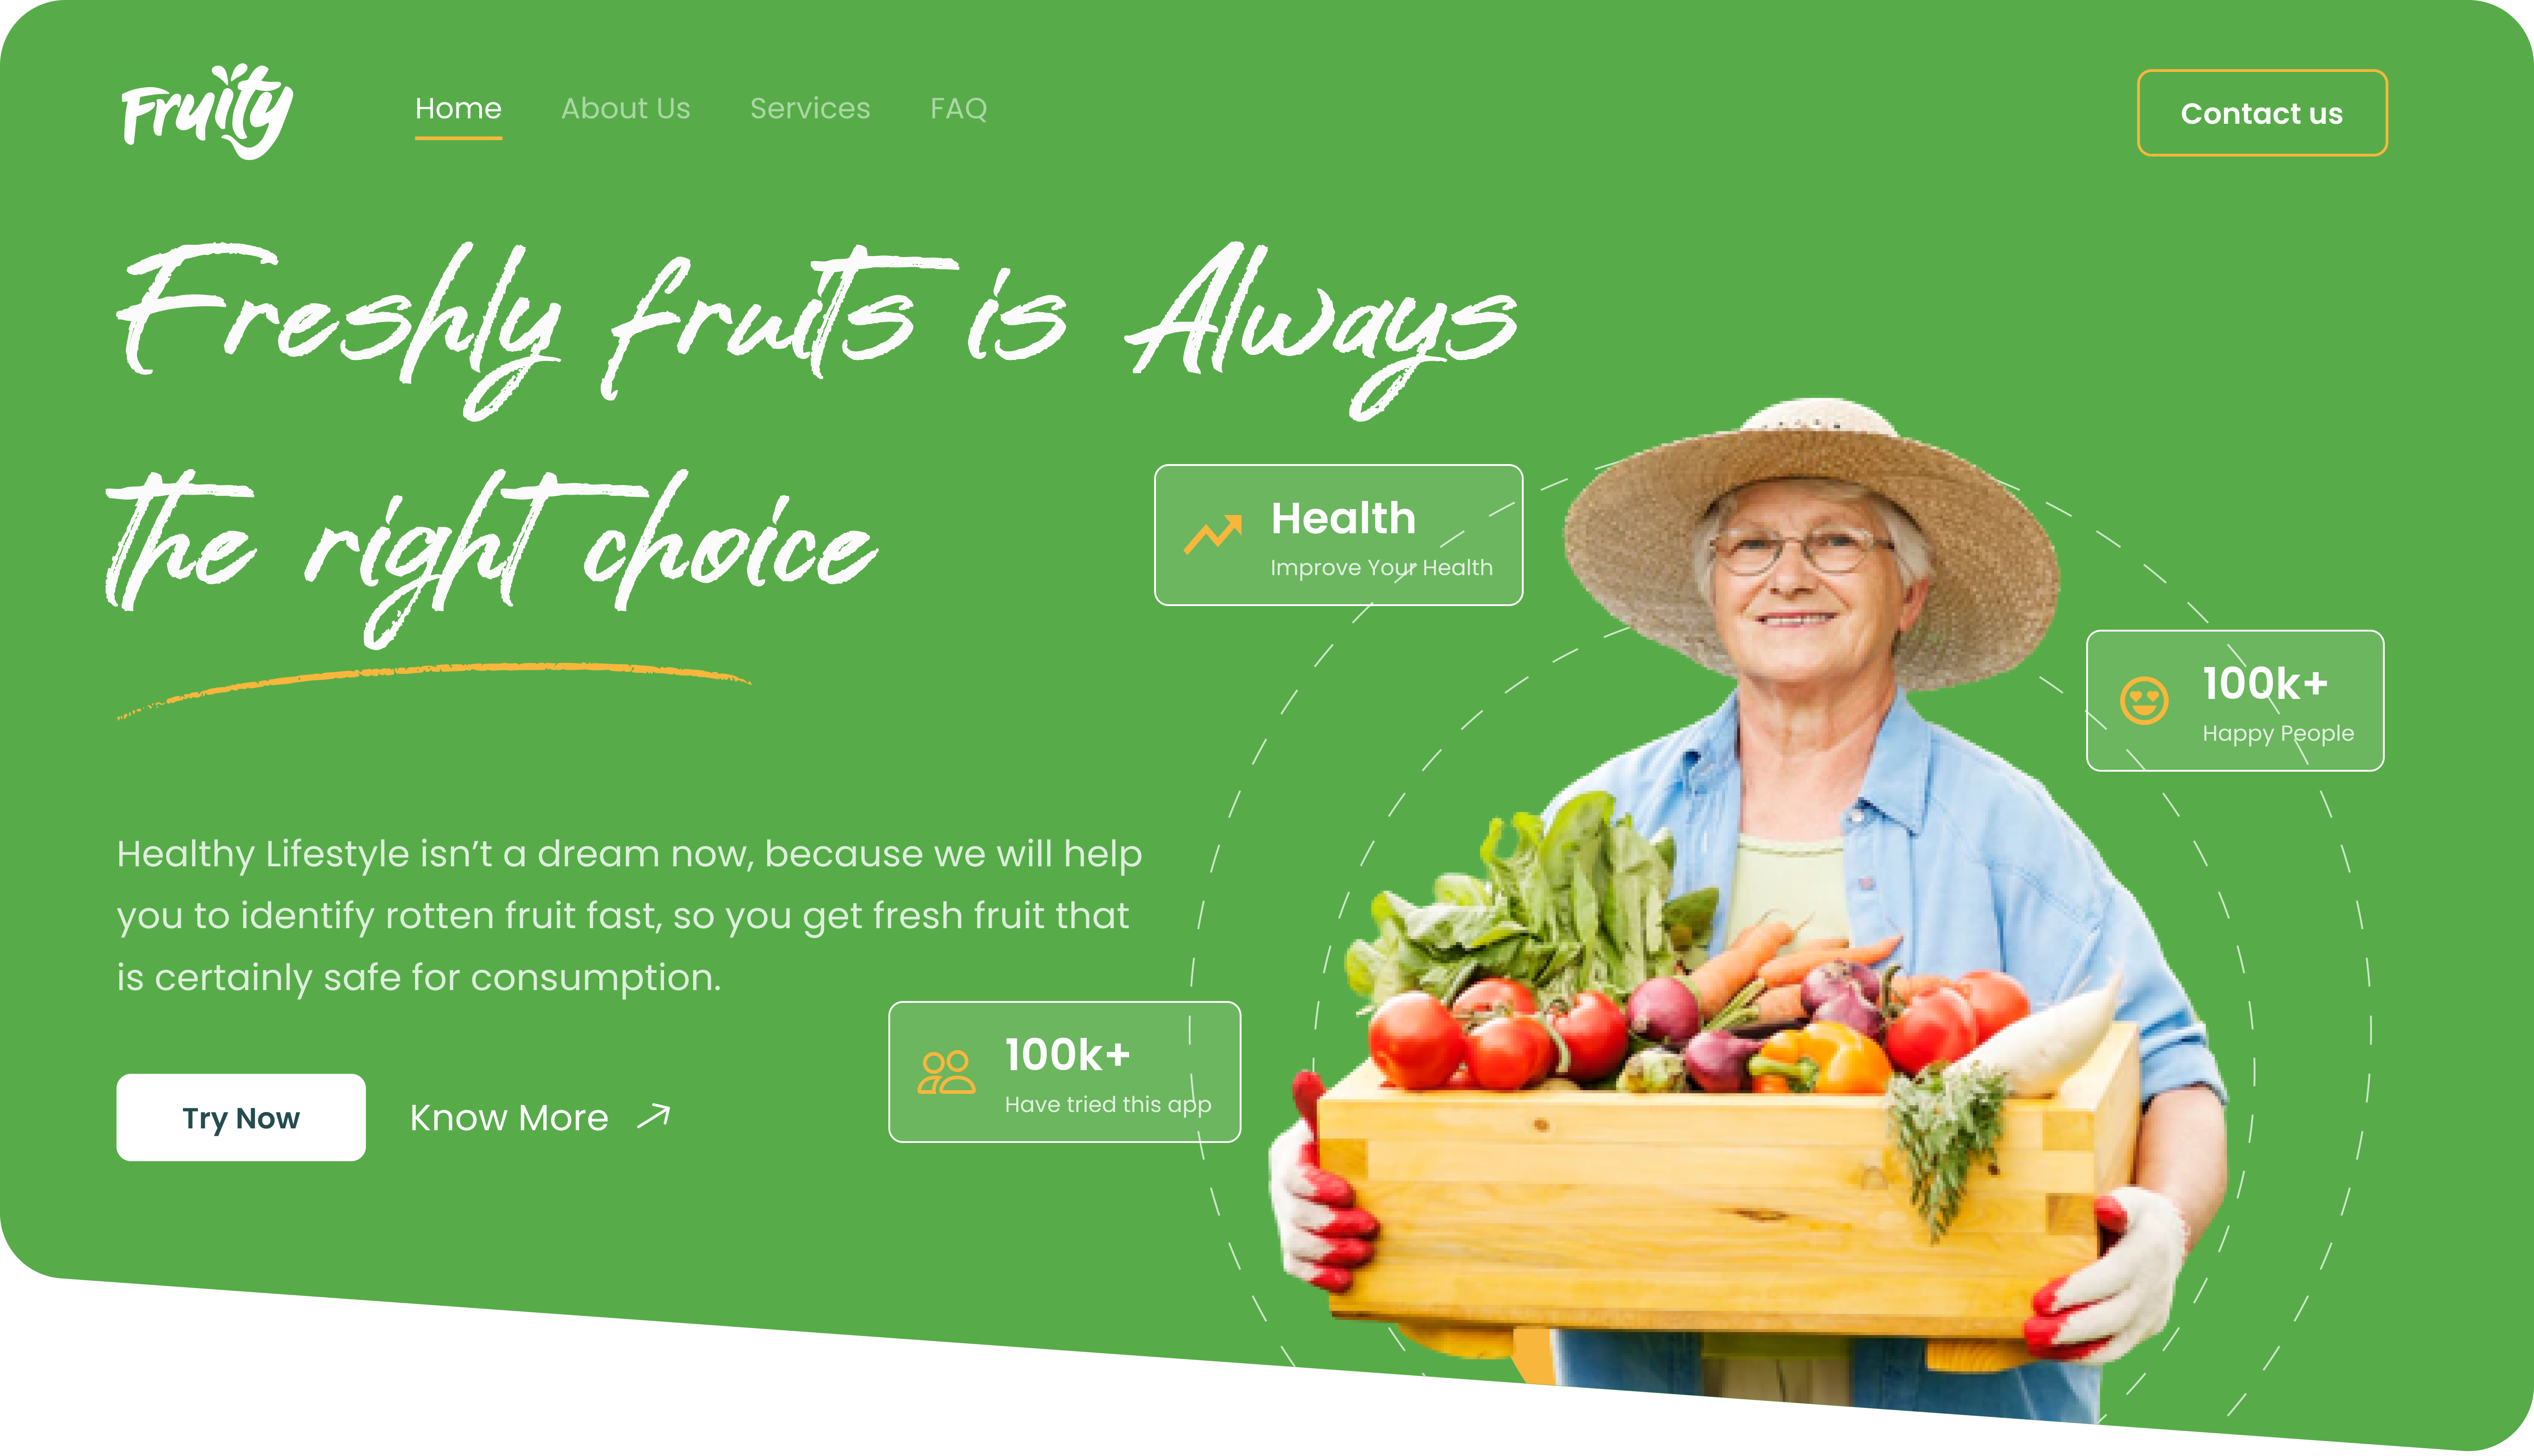 Fruity
Home About Us Services FAQ
Contact us
Freshly fruits is Always
the right choice
Health
Improve Your Health
100k+
Happy People
Healthy Lifestyle isn’t a dream now, because we will help
you to identify rotten fruit fast, so you get fresh fruit that
is certainly safe for consumption.
100k+
Have tried this app
Try Now
Know More